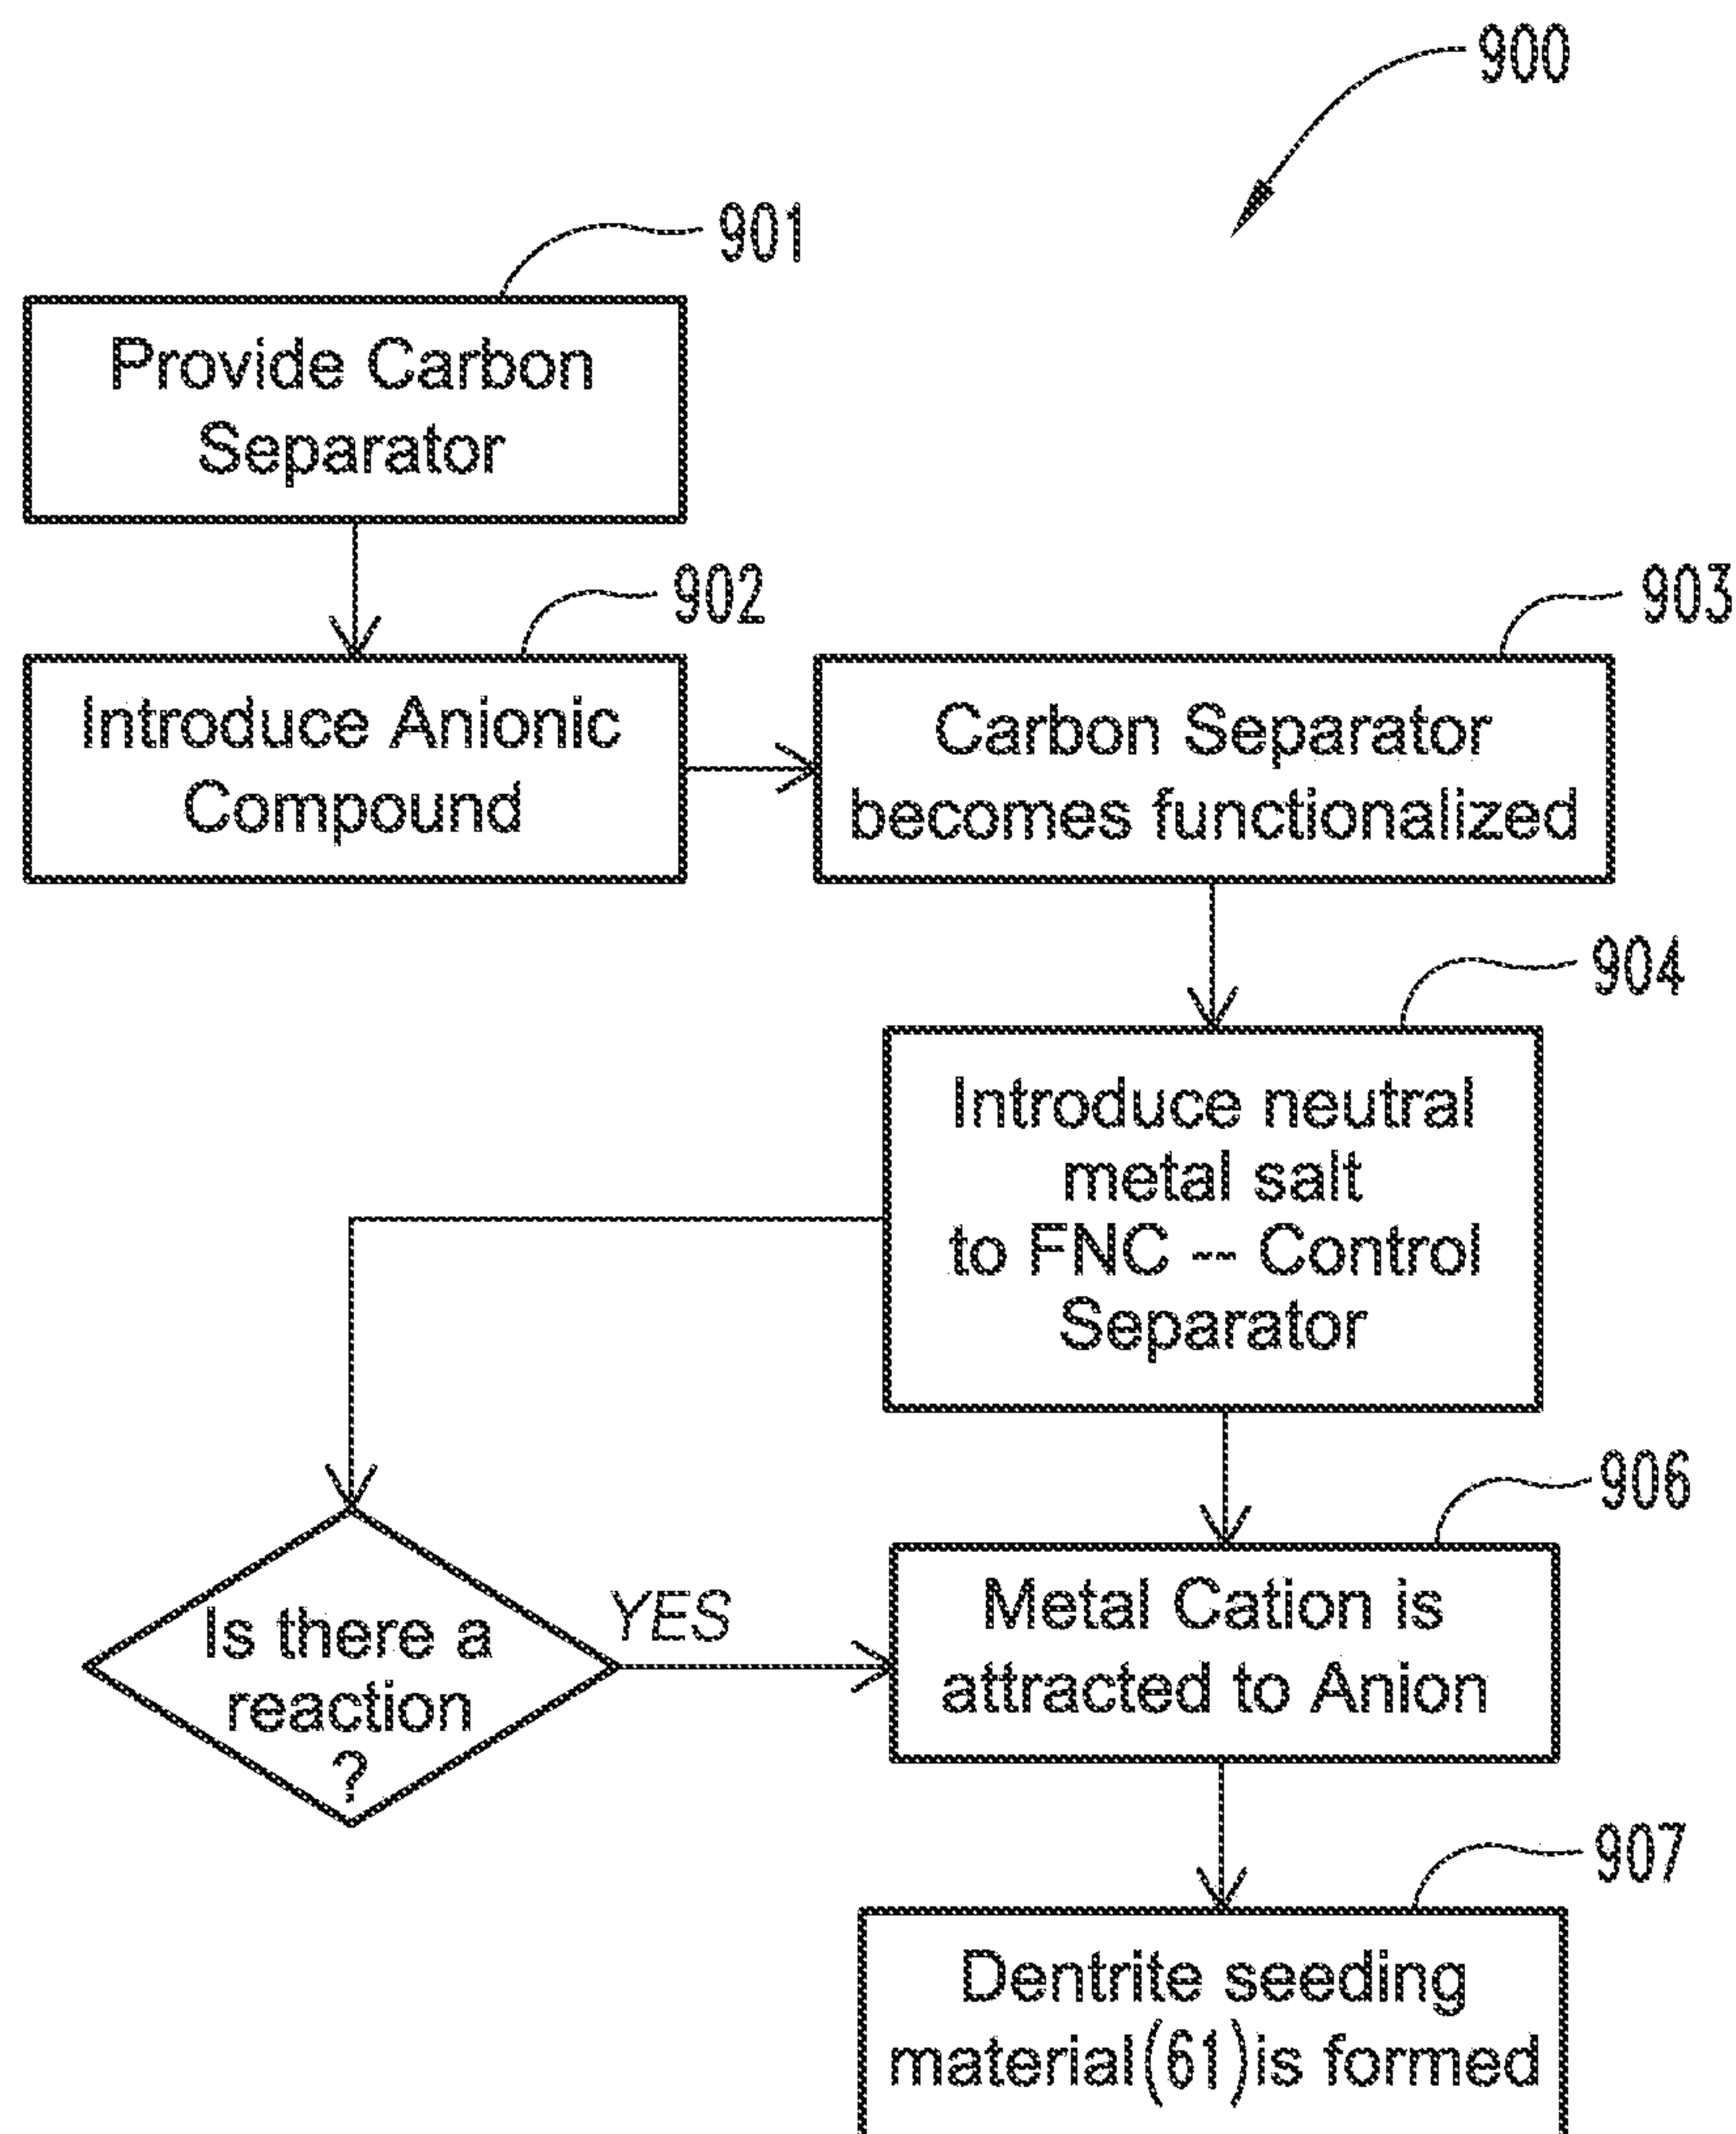 900
901
Provide Carbon
Separator
902
Introduce Anionic
Compound
903
Carbon Separator
becomes functionalized
904
Introduce neutral
metal salt
to FNC -- Control
Separator
Is there a
reaction
?
YES
906
Metal Cation is
attracted to Anion
907
Dentrite seeding
material(61)is formed